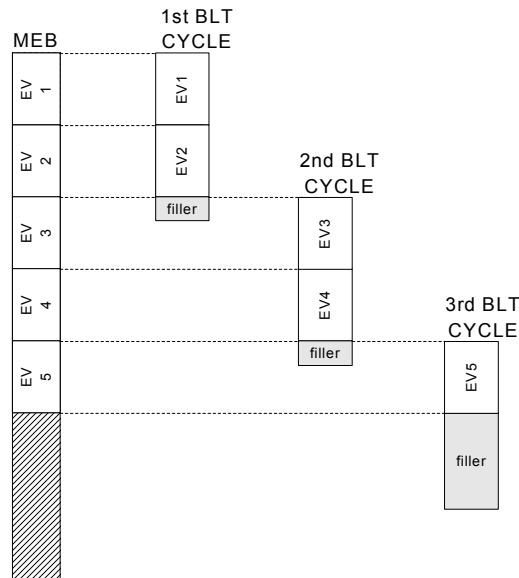 1st BLT
CYCLE
MEB
EV 1
EV1
EV 2
EV2
filler
2nd BLT
CYCLE
EV 3
EV3
EV 4
EV4
filler
3rd BLT
CYCLE
EV 5
EV5
filler